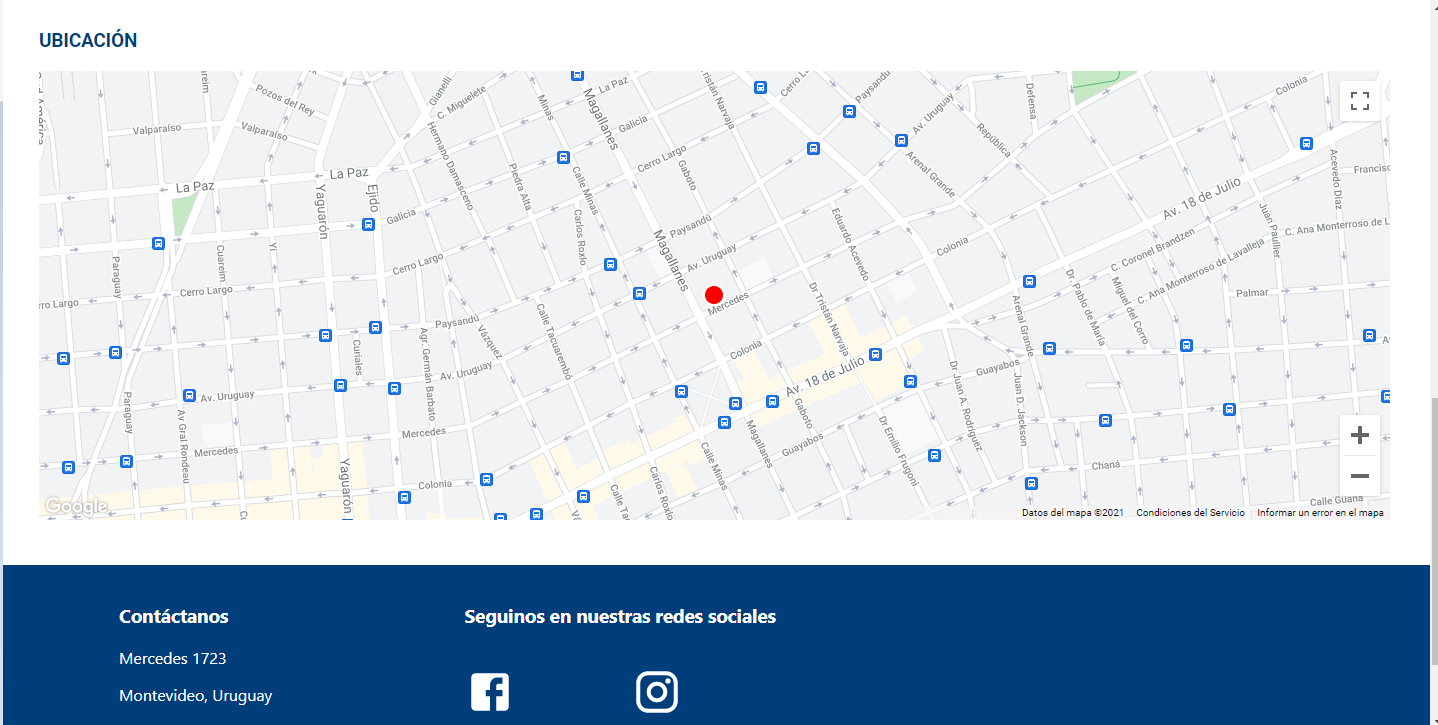 UBICACIÓN
Pozos del Rey
Gianelli
C. Miguelete
Minas
Magallanes
La Paz
Tristán Narvaja
Cerro Largo
Paysandú
Av. Uruguay
Defensa
República
Colonia
Valparaíso
Valparaíso
Galicia
Hermano Damasceno
Cerro Largo
Arenal Grande
Acevedo Díaz
Francisc
La Paz
La Paz
Piedra Alta
Calle Minas
Gaboto
Av. 18 de Julio
Yaguarón
Ejido
Galicia
Carlos Roxlo
Paysandú
Eduardo Acevedo
Colonia
Juan Paullier
C. Ana Monterroso de L
C. Coronel Brandzen
Paraguay
Cuareim
Yi
Cerro Largo
Magallanes
Av. Uruguay
C. Ana Monterroso de Lavalleja
Cerro Largo
Cerro Largo
Mercedes
Dr Tristán Narvaja
Arenal Grande
Dr. Pablo de María
Miguel del Corro
Palmar
Paysandú
Vázquez
Calle Tacuarembó
Curiales
Agr. Germán Barbato
Av. Uruguay
Colonia
Av. 18 de Julio
Guayabos
Dr Juan A. Rodríguez
Juan D. Jackson
Av. Uruguay
Paraguay
Av Gral Rondeau
Mercedes
Mercedes
Gaboto
Magallanes
Guayabos
Dr Emilio Frugoni
Chaná
Yaguarón
Colonia
Calle Minas
Carlos Roxlo
Calle Guaná
Google
Datos del mapa ©2021 Condiciones del Servicio Informar un error en el mapa
Contáctanos
Seguinos en nuestras redes sociales
Mercedes 1723
Montevideo, Uruguay